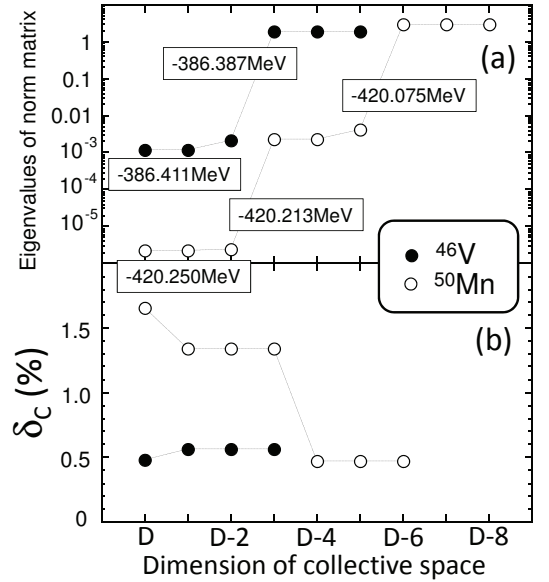 Eigenvalues of norm matrix
1
0.1
0.01
10⁻³
10⁻⁴
10⁻⁵
(a)
-386.387MeV
-420.075MeV
-386.411MeV
-420.213MeV
-420.250MeV
⁴⁶V
⁵⁰Mn
(b)
δ_C (%)
1.5
1.0
0.5
0
D D-2 D-4 D-6 D-8
Dimension of collective space